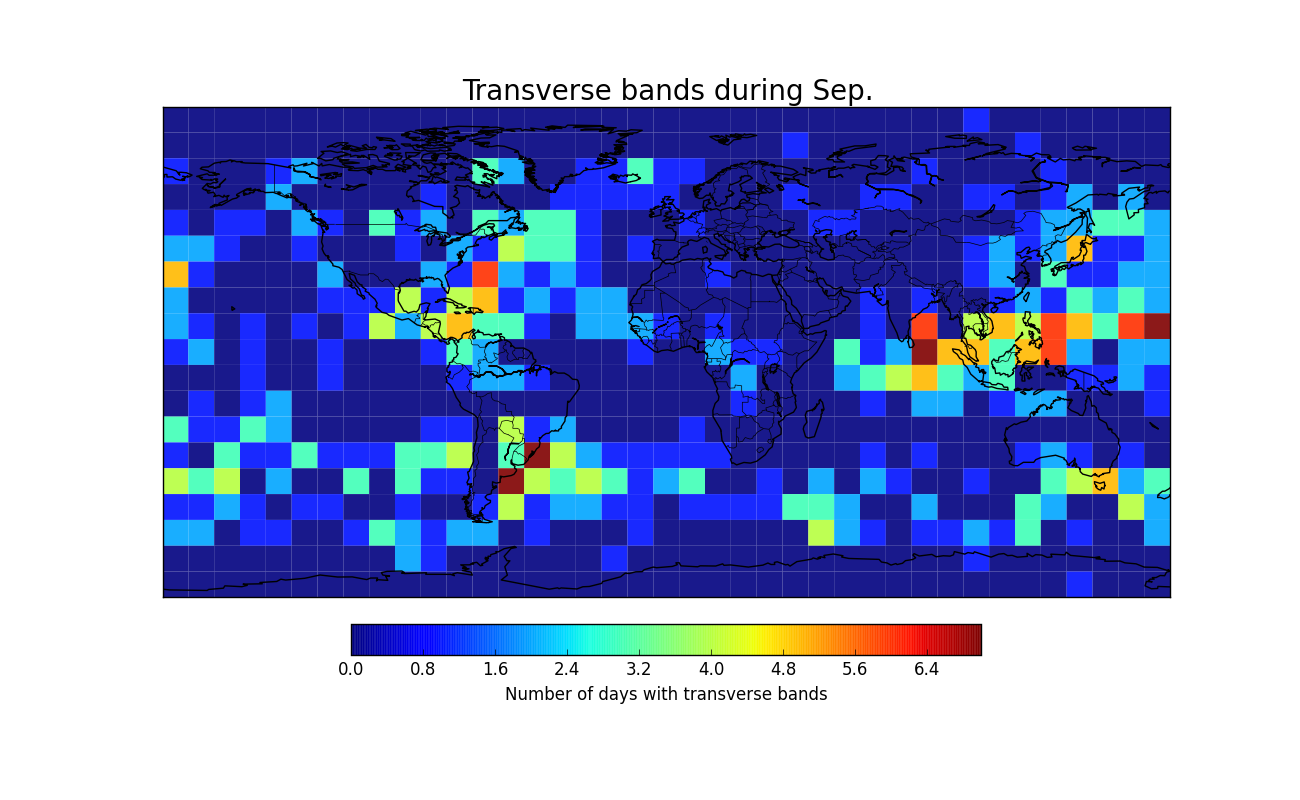 Transverse bands during Sep.
0.0 0.8 1.6 2.4 3.2 4.0 4.8 5.6 6.4
Number of days with transverse bands